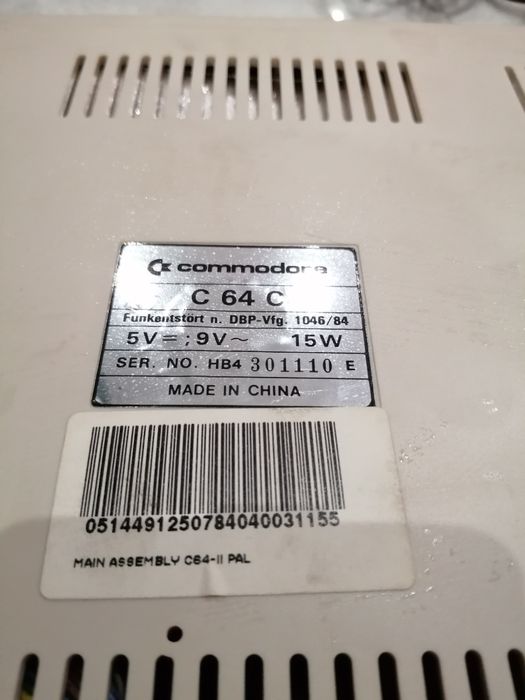 commodore
C 64 C
Funkentstört n. DBP-Vfg. 1046/84
5V⎓; 9V~ 15W
SER. NO. HB4 301110 E
MADE IN CHINA
0514491250784040031155
MAIN ASSEMBLY C64-II PAL